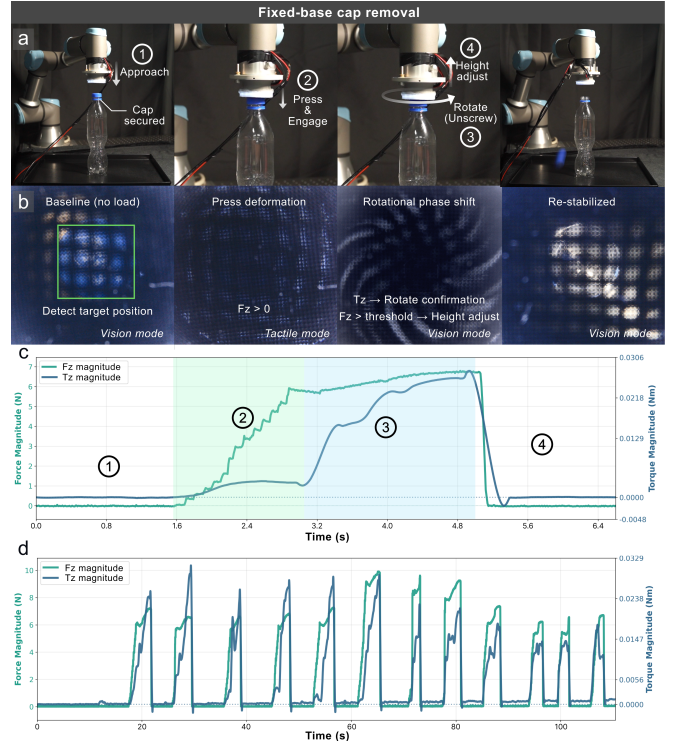 Fixed-base cap removal
a
1
Approach
Cap
secured
2
Press
&
Engage
4
Height
adjust
Rotate
(Unscrew)
3
b
Baseline (no load)
Detect target position
Vision mode
Press deformation
Fz > 0
Tactile mode
Rotational phase shift
Tz → Rotate confirmation
Fz > threshold → Height adjust
Vision mode
Re-stabilized
Vision mode
c
Fz magnitude
Tz magnitude
Force Magnitude (N)
7
6
5
4
3
2
1
0
1
2
3
4
0.0306
0.0218
0.0129
0.0000
-0.0048
Torque Magnitude (Nm)
0.0 0.8 1.6 2.4 3.2 4.0 4.8 5.6 6.4
Time (s)
d
Fz magnitude
Tz magnitude
Force Magnitude (N)
10
8
6
4
2
0
0.0329
0.0238
0.0147
0.0056
0.0000
Torque Magnitude (Nm)
0 20 40 60 80 100
Time (s)